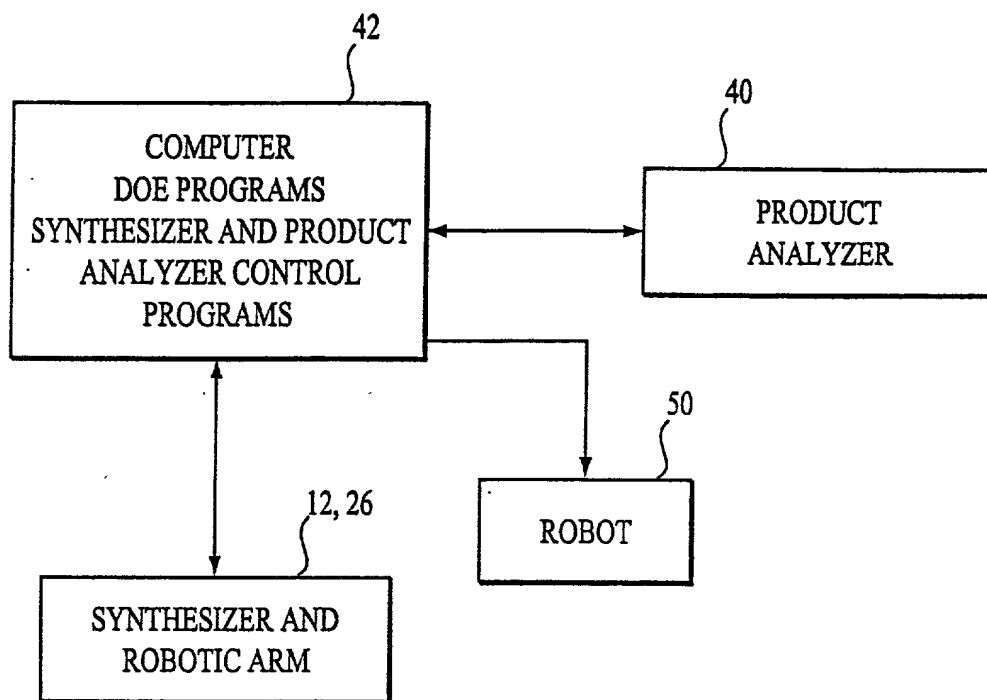 42
COMPUTER
DOE PROGRAMS
SYNTHESIZER AND PRODUCT
ANALYZER CONTROL
PROGRAMS
40
PRODUCT
ANALYZER
50
ROBOT
12, 26
SYNTHESIZER AND
ROBOTIC ARM